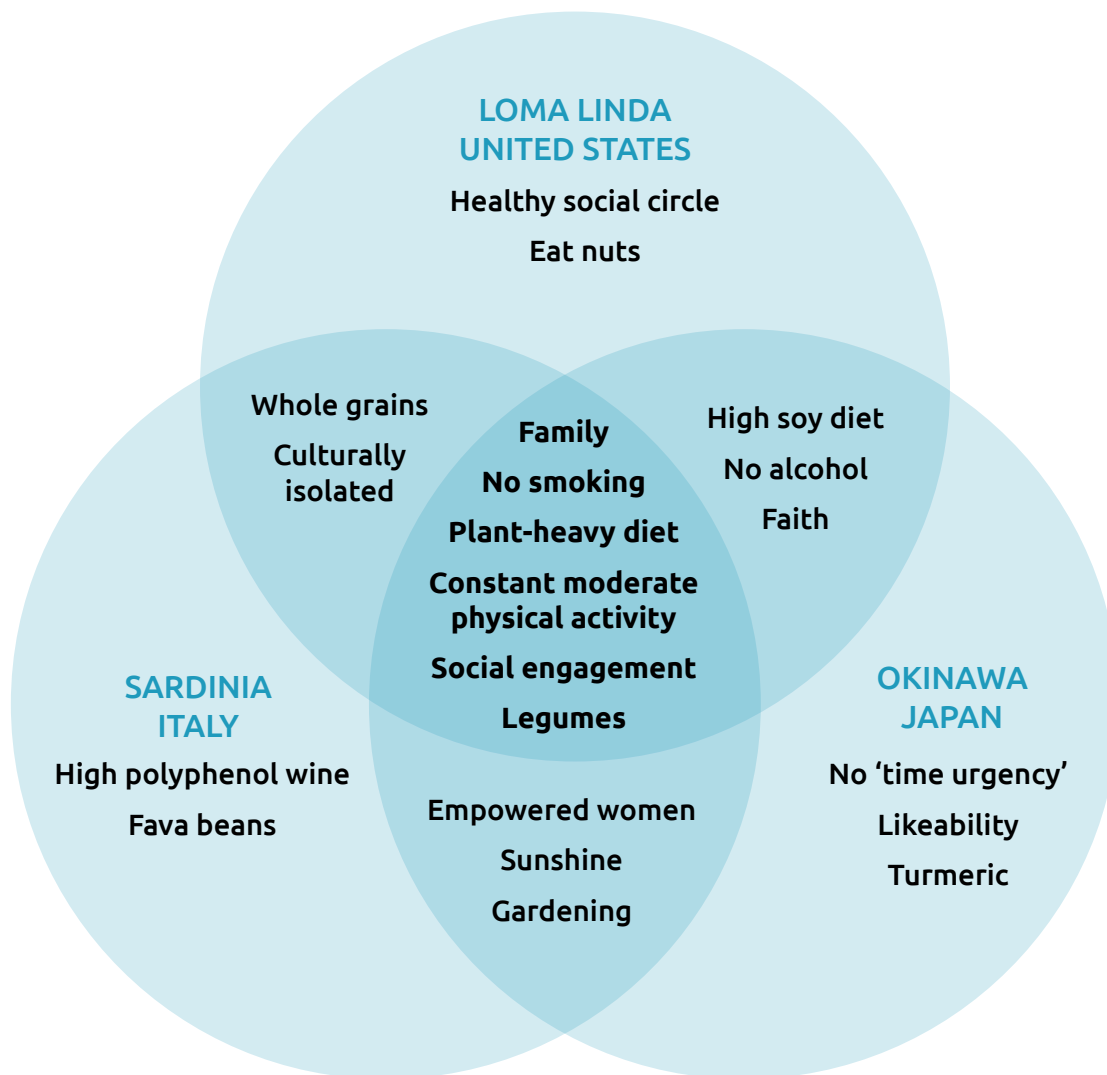 LOMA LINDA
UNITED STATES
Healthy social circle
Eat nuts
Whole grains
Culturally
isolated
Family
No smoking
Plant-heavy diet
Constant moderate
physical activity
Social engagement
Legumes
High soy diet
No alcohol
Faith
SARDINIA
ITALY
High polyphenol wine
Fava beans
Empowered women
Sunshine
Gardening
OKINAWA
JAPAN
No ‘time urgency’
Likeability
Turmeric